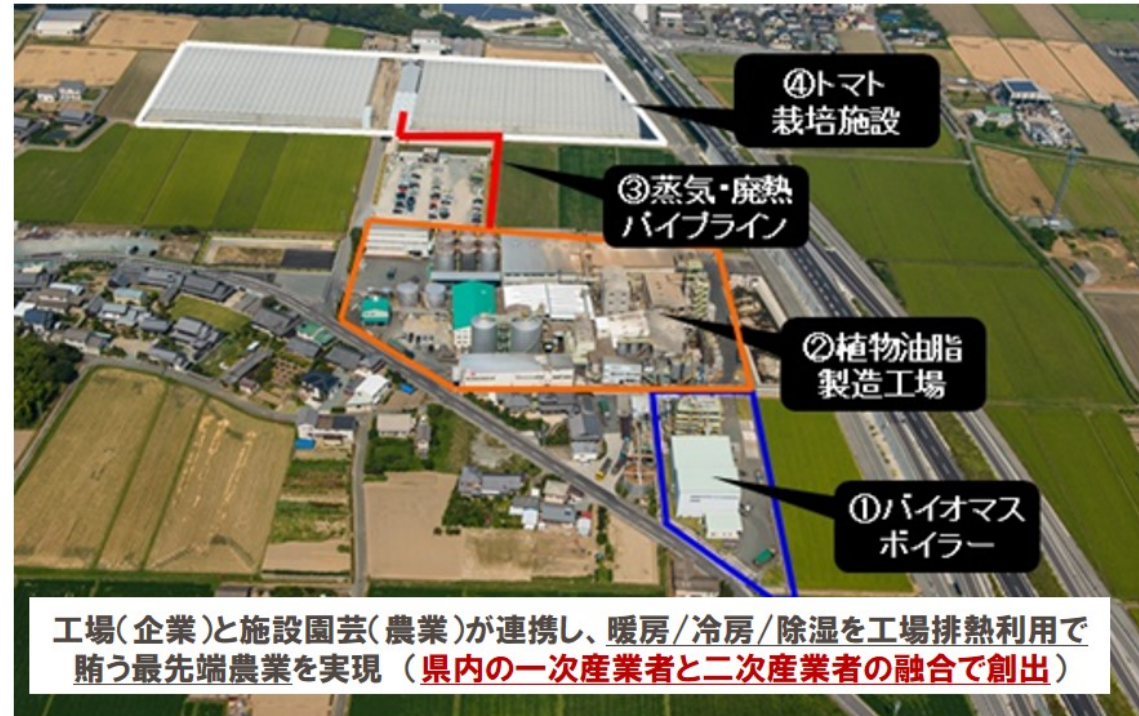 ④トマト
栽培施設
③蒸気・廃熱
パイプライン
②植物油脂
製造工場
①バイオマス
ボイラー
工場(企業)と施設園芸(農業)が連携し、暖房/冷房/除湿を工場排熱利用で
賄う最先端農業を実現 (県内の一次産業者と二次産業者の融合で創出)